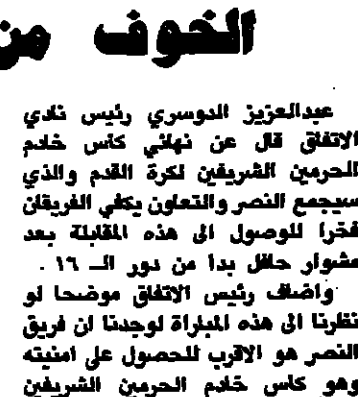 الخوف من
عبدالعزيز الدوسري رئيس نادي
الاتفاق قال عن نهائي كاس خادم
الحرمين الشريفين لكرة القدم والذي
سيجمع النصر والتعاون يكفي الفريقان
فخرا للوصول الى هذه المقابلة بعد
مشوار حافل بدا من دور الـ ١٦ .
واضاف رئيس الاتفاق موضحا لو
نظرنا الى هذه المباراة لوجدنا ان فريق
النصر هو الاقرب للحصول على امنيته
وهو كاس خادم الحرمين الشريفين